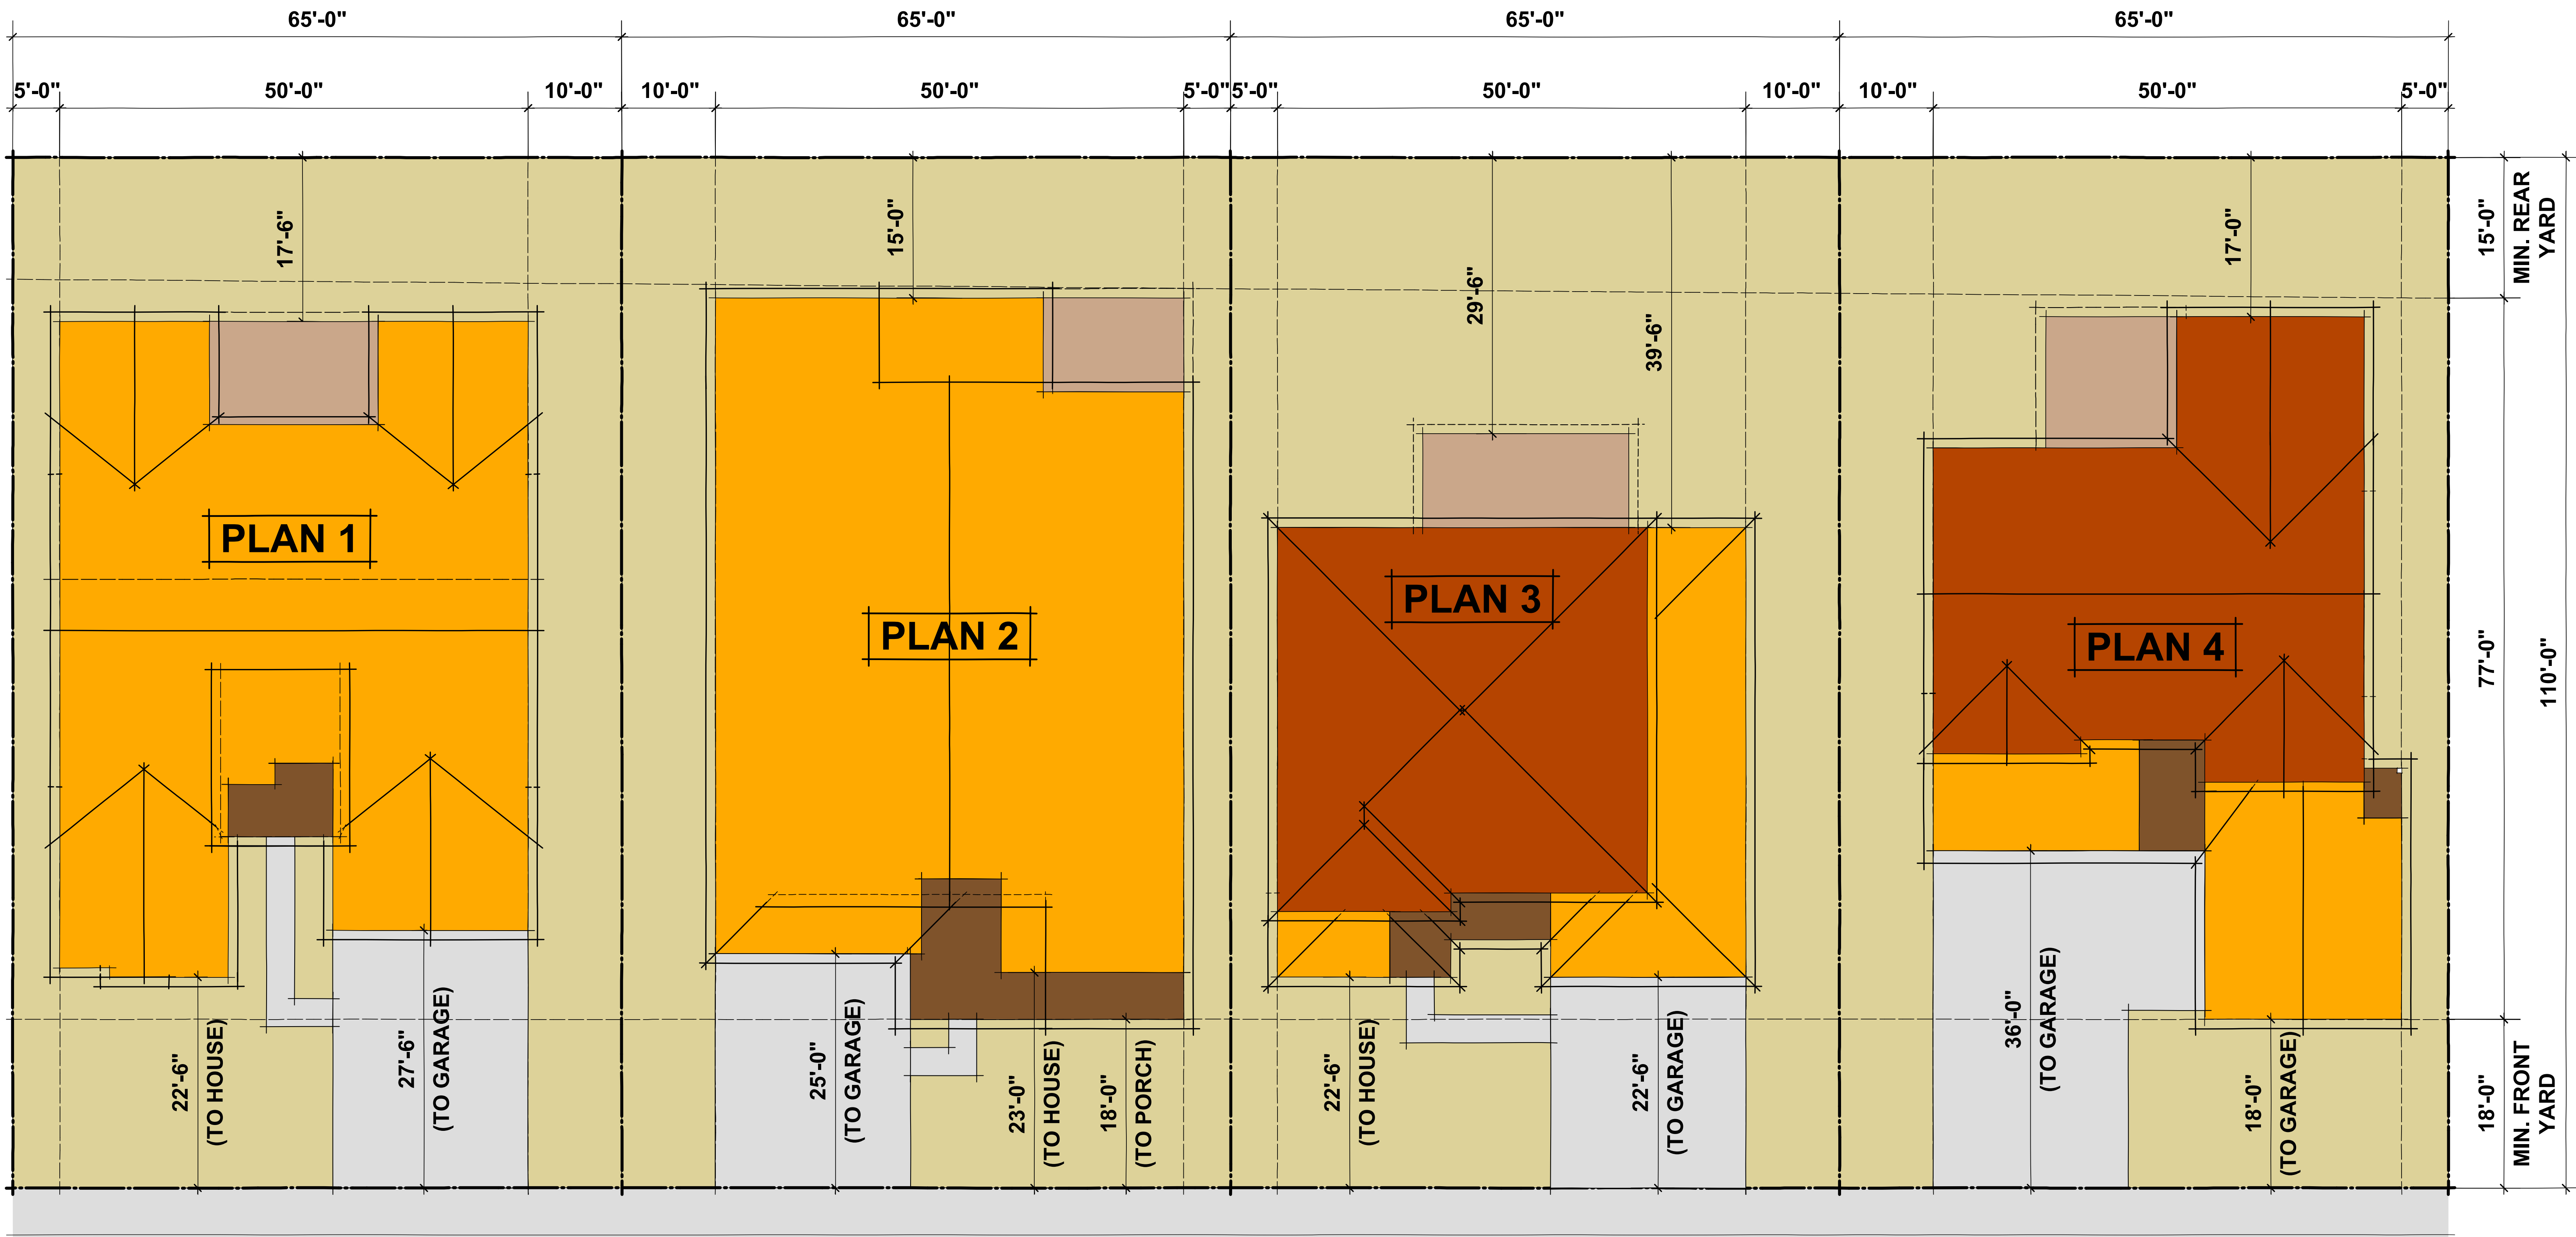 65'-0" 65'-0" 65'-0" 65'-0"
5'-0" 50'-0" 10'-0" 10'-0" 50'-0" 5'-0" 5'-0" 50'-0" 10'-0" 10'-0" 50'-0" 5'-0"
17'-6"
15'-0"
29'-6"
39'-6"
17'-0"
15'-0"
MIN. REAR
YARD
PLAN 1
PLAN 2
PLAN 3
PLAN 4
77'-0"
110'-0"
22'-6"
(TO HOUSE)
27'-6"
(TO GARAGE)
25'-0"
(TO GARAGE)
23'-0"
(TO HOUSE)
18'-0"
(TO PORCH)
22'-6"
(TO HOUSE)
22'-6"
(TO GARAGE)
36'-0"
(TO GARAGE)
18'-0"
(TO GARAGE)
18'-0"
MIN. FRONT
YARD